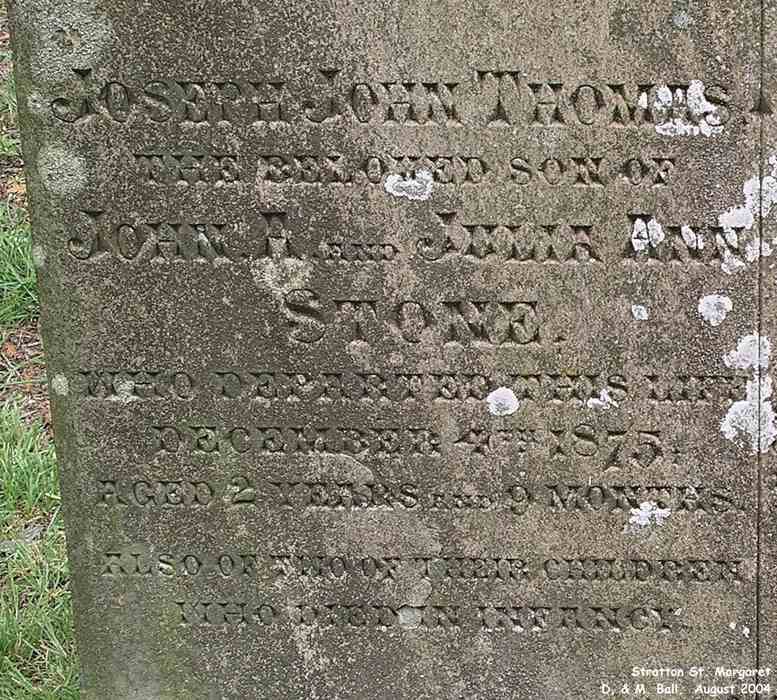 JOSEPH JOHN THOMAS.
THE BELOVED SON OF
JOHN. A. AND JULIA ANN
STONE.
WHO DEPARTED THIS LIFE
DECEMBER 4TH 1875.
AGED 2 YEARS AND 9 MONTHS.
ALSO OF TWO OF THEIR CHILDREN
WHO DIED IN INFANCY.
Stratton St. Margaret
D. & M. Ball. August 2004